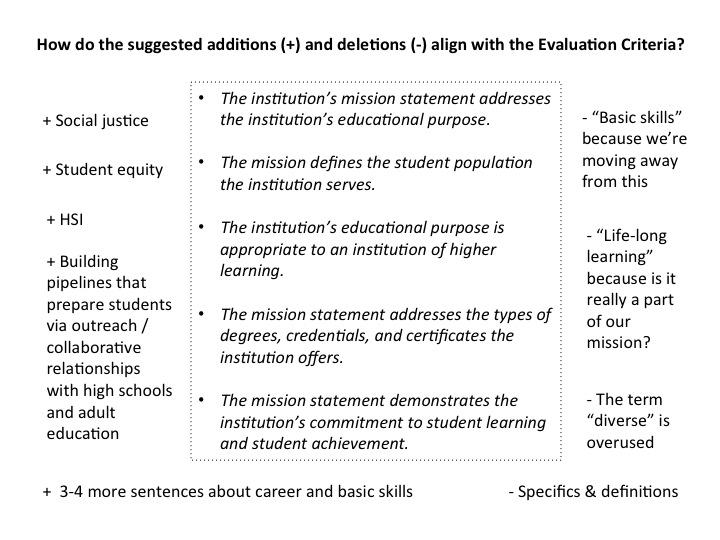 How do the suggested additions (+) and deletions (-) align with the Evaluation Criteria?
+ Social justice
+ Student equity
+ HSI
+ Building
pipelines that
prepare students
via outreach /
collaborative
relationships
with high schools
and adult
education
• The institution’s mission statement addresses
the institution’s educational purpose.
• The mission defines the student population
the institution serves.
• The institution’s educational purpose is
appropriate to an institution of higher
learning.
• The mission statement addresses the types of
degrees, credentials, and certificates the
institution offers.
• The mission statement demonstrates the
institution’s commitment to student learning
and student achievement.
- “Basic skills”
because we’re
moving away
from this
- “Life-long
learning”
because is it
really a part
of our
mission?
- The term
“diverse” is
overused
+ 3-4 more sentences about career and basic skills
- Specifics & definitions